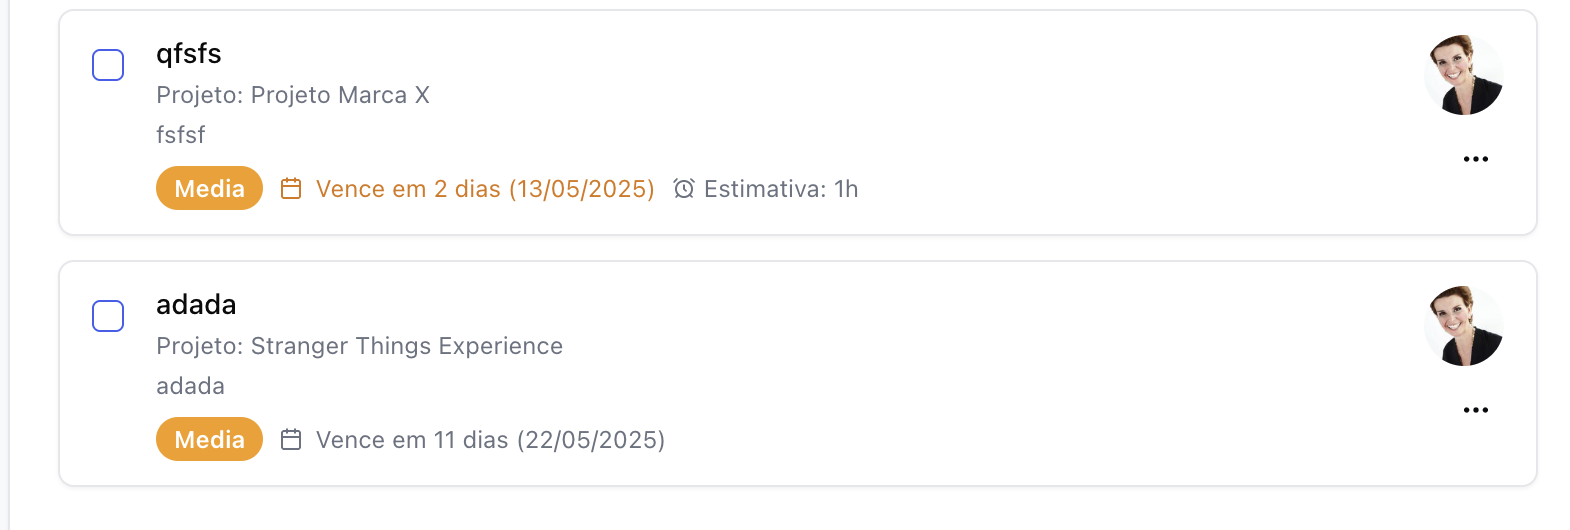 qfsfs
Projeto: Projeto Marca X
fsfsf
Media Vence em 2 dias (13/05/2025) Estimativa: 1h
adada
Projeto: Stranger Things Experience
adada
Media Vence em 11 dias (22/05/2025)